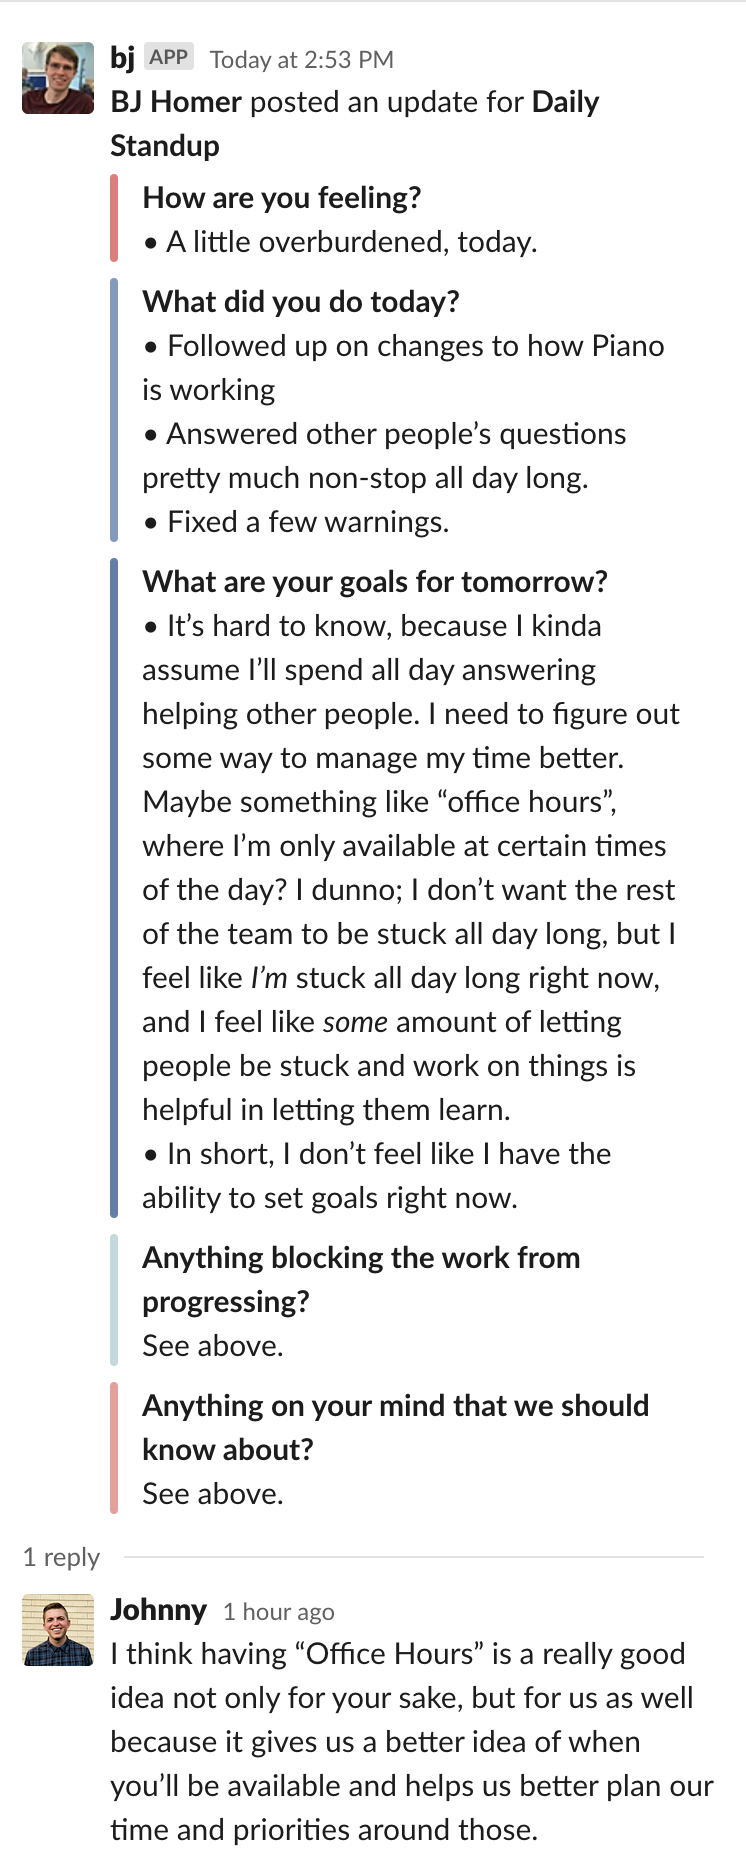 bj APP Today at 2:53 PM
BJ Homer posted an update for Daily
Standup
How are you feeling?
• A little overburdened, today.
What did you do today?
• Followed up on changes to how Piano
is working
• Answered other people’s questions
pretty much non-stop all day long.
• Fixed a few warnings.
What are your goals for tomorrow?
• It’s hard to know, because I kinda
assume I’ll spend all day answering
helping other people. I need to figure out
some way to manage my time better.
Maybe something like “office hours”,
where I’m only available at certain times
of the day? I dunno; I don’t want the rest
of the team to be stuck all day long, but I
feel like I’m stuck all day long right now,
and I feel like some amount of letting
people be stuck and work on things is
helpful in letting them learn.
• In short, I don’t feel like I have the
ability to set goals right now.
Anything blocking the work from
progressing?
See above.
Anything on your mind that we should
know about?
See above.
1 reply
Johnny 1 hour ago
I think having “Office Hours” is a really good
idea not only for your sake, but for us as well
because it gives us a better idea of when
you’ll be available and helps us better plan our
time and priorities around those.